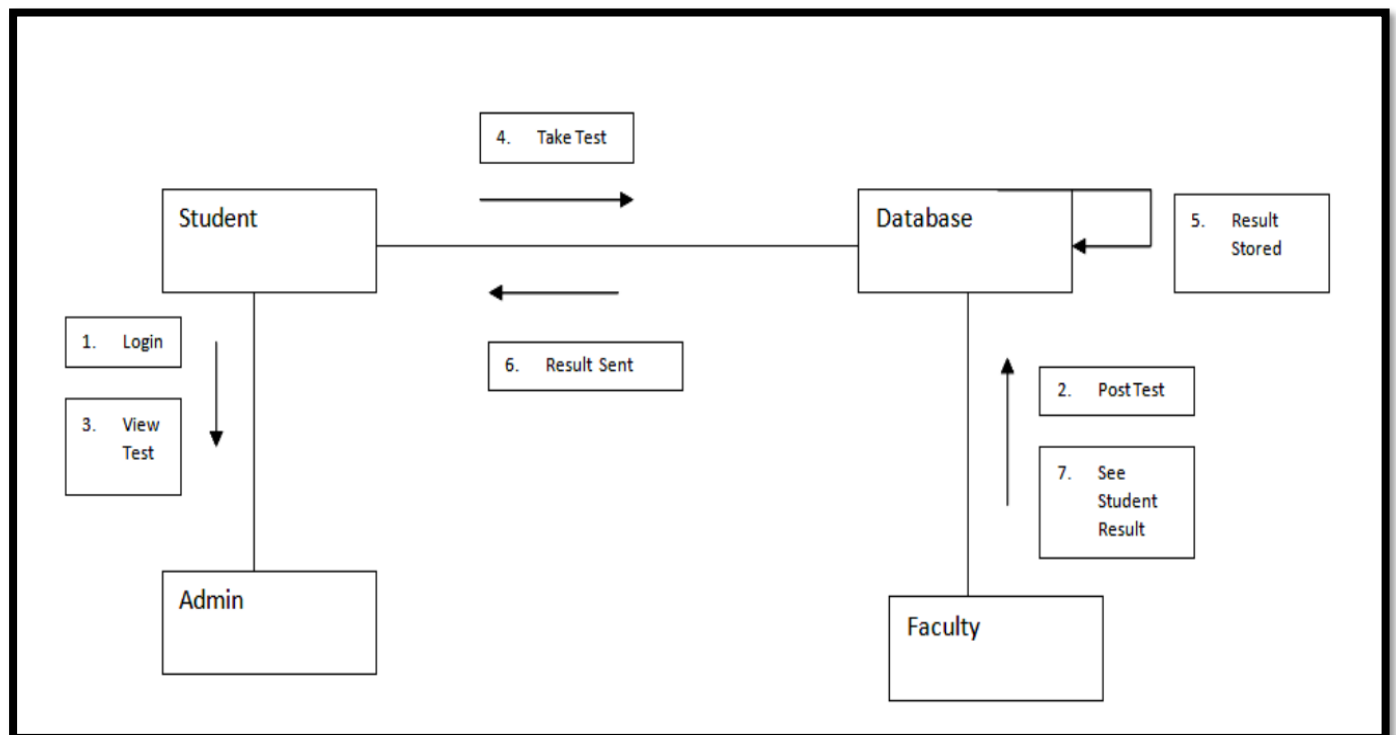 4. Take Test
Student
Database
5. Result
Stored
1. Login
6. Result Sent
3. View
Test
2. Post Test
7. See
Student
Result
Admin
Faculty